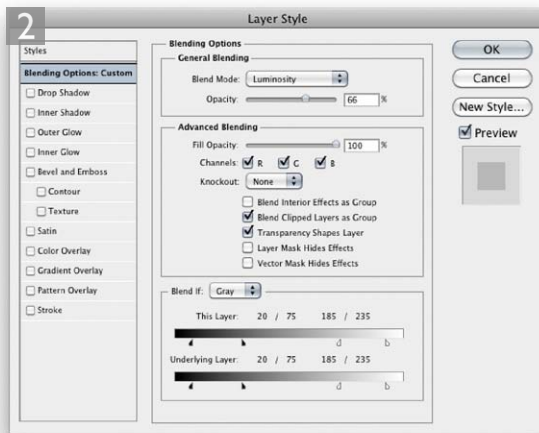 2
Layer Style
Styles
Blending Options: Custom
Drop Shadow
Inner Shadow
Outer Glow
Inner Glow
Bevel and Emboss
Contour
Texture
Satin
Color Overlay
Gradient Overlay
Pattern Overlay
Stroke
Blending Options
General Blending
Blend Mode: Luminosity
Opacity: 66 %
Advanced Blending
Fill Opacity: 100 %
Channels: R G B
Knockout: None
Blend Interior Effects as Group
Blend Clipped Layers as Group
Transparency Shapes Layer
Layer Mask Hides Effects
Vector Mask Hides Effects
Blend If: Gray
This Layer: 20 / 75 185 / 235
Underlying Layer: 20 / 75 185 / 235
OK
Cancel
New Style...
Preview